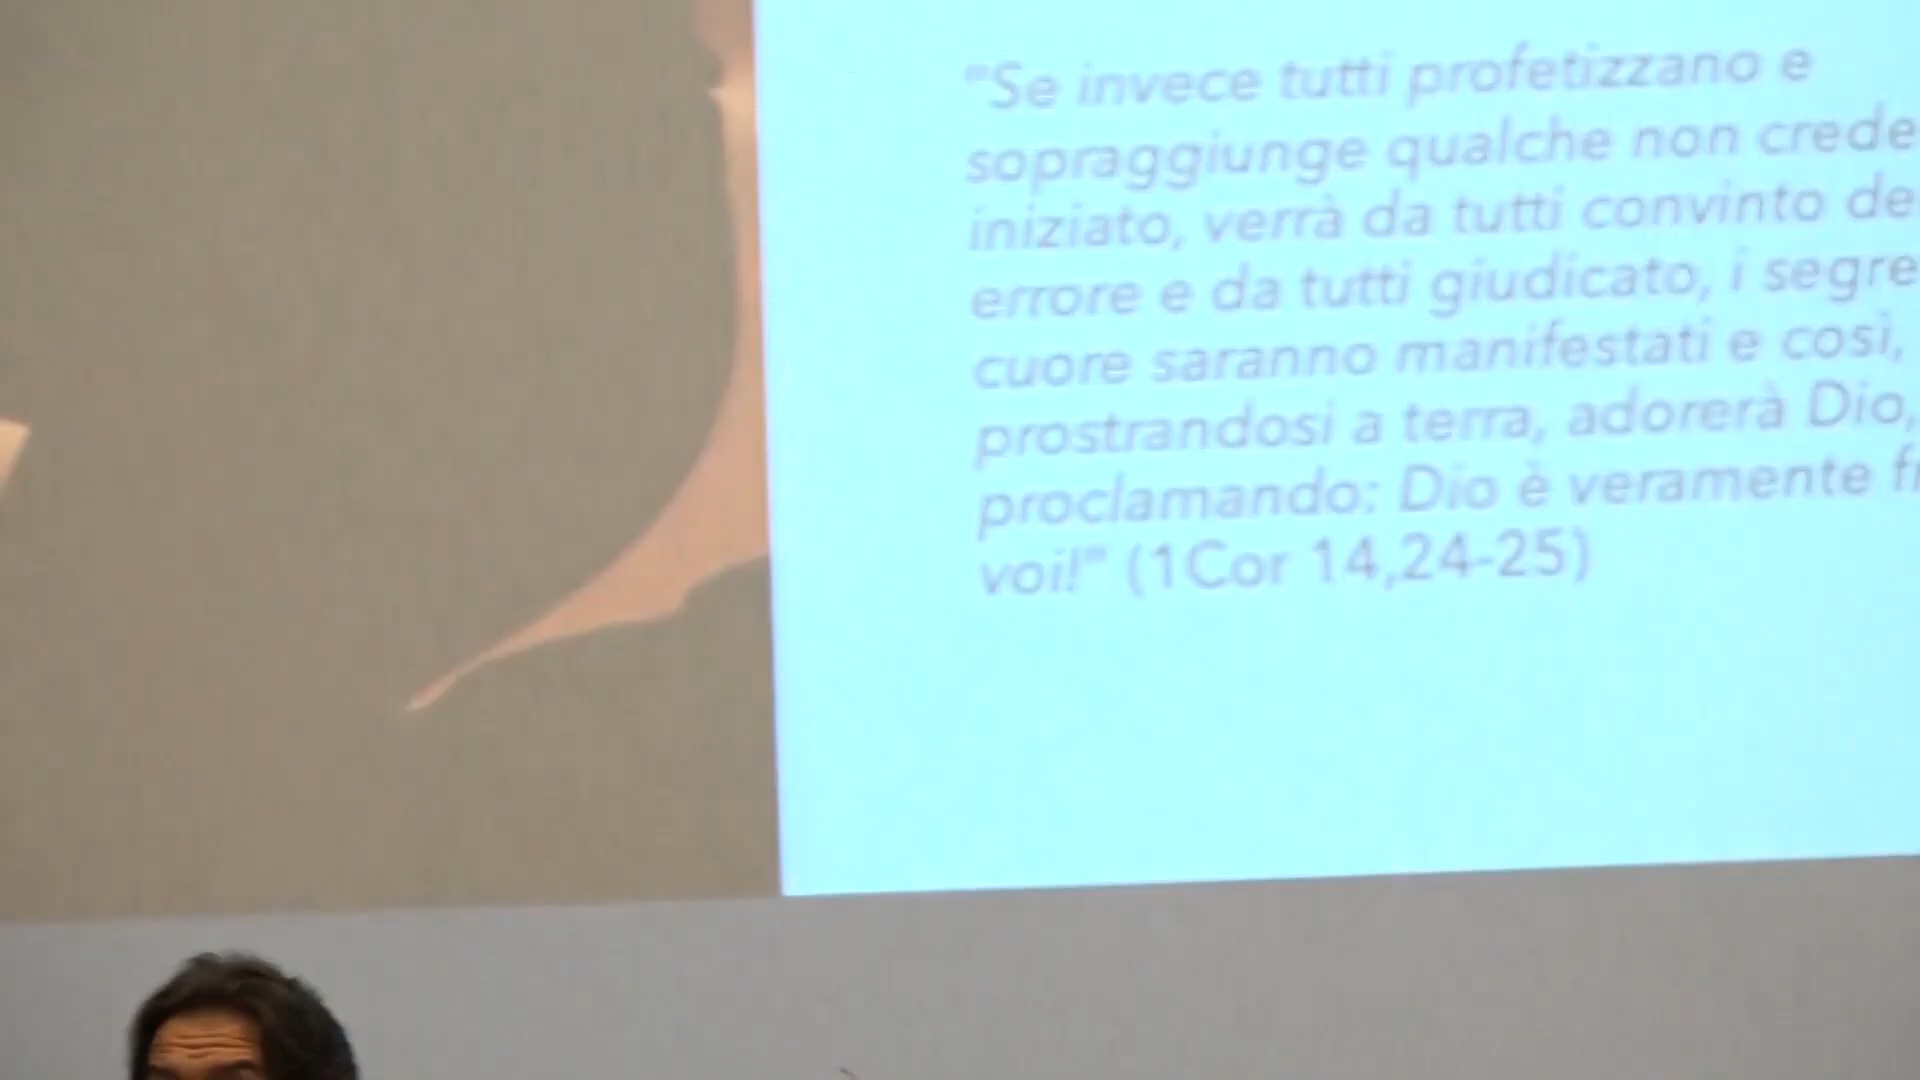 "Se invece tutti profetizzano e
sopraggiunge qualche non crede
iniziato, verrà da tutti convinto de
errore e da tutti giudicato, i segre
cuore saranno manifestati e così,
prostrandosi a terra, adorerà Dio,
proclamando: Dio è veramente fr
voi!" (1Cor 14,24-25)